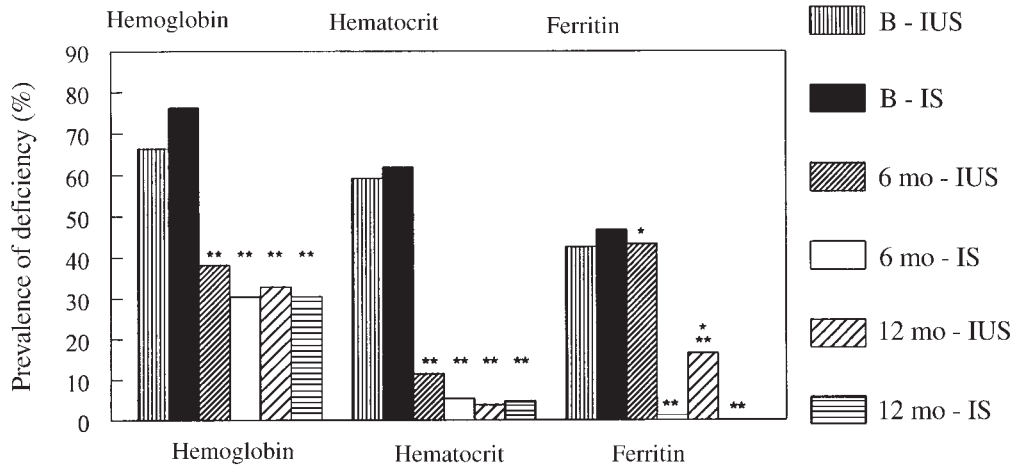 Hemoglobin Hematocrit Ferritin
Prevalence of deficiency (%)
90
80
70
60
50
40
30
20
10
0
** ** ** **
** ** ** **
*
**
*
**
**
Hemoglobin Hematocrit Ferritin
B - IUS
B - IS
6 mo - IUS
6 mo - IS
12 mo - IUS
12 mo - IS